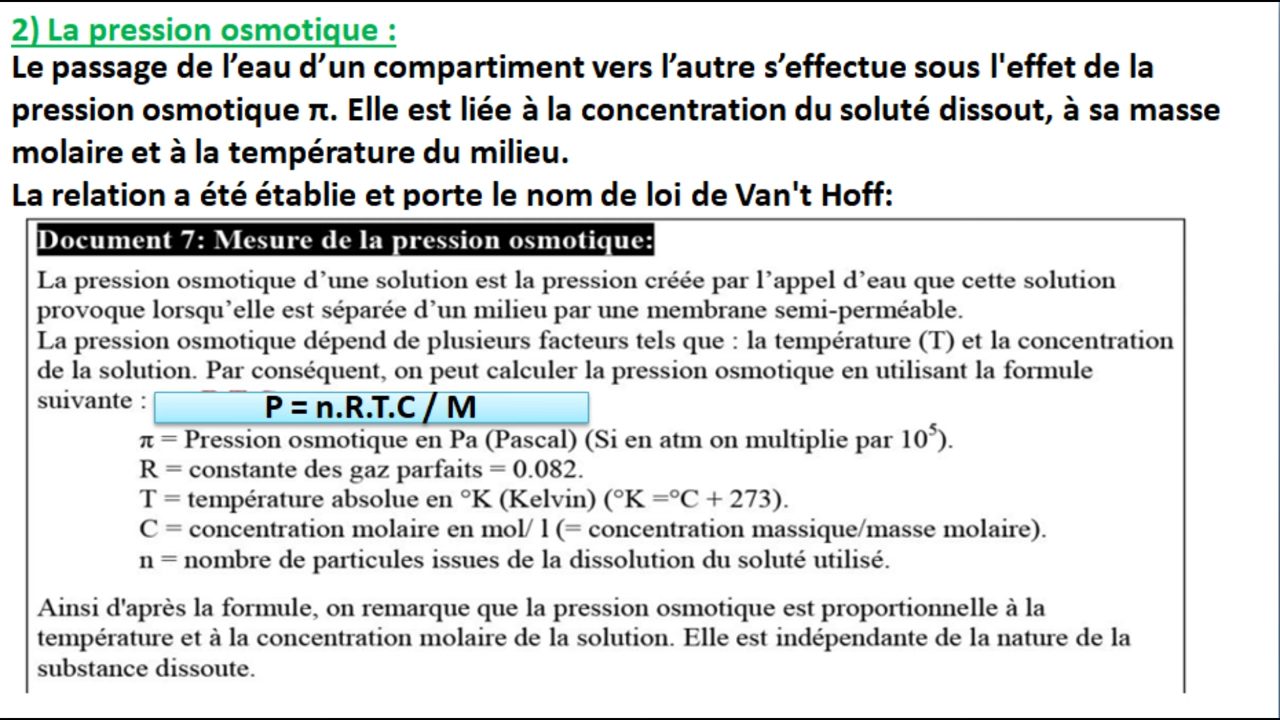 2) La pression osmotique :
Le passage de l’eau d’un compartiment vers l’autre s’effectue sous l'effet de la
pression osmotique π. Elle est liée à la concentration du soluté dissout, à sa masse
molaire et à la température du milieu.
La relation a été établie et porte le nom de loi de Van't Hoff:
Document 7: Mesure de la pression osmotique:
La pression osmotique d’une solution est la pression créée par l’appel d’eau que cette solution
provoque lorsqu’elle est séparée d’un milieu par une membrane semi-perméable.
La pression osmotique dépend de plusieurs facteurs tels que : la température (T) et la concentration
de la solution. Par conséquent, on peut calculer la pression osmotique en utilisant la formule
suivante : P = n.R.T.C / M
π = Pression osmotique en Pa (Pascal) (Si en atm on multiplie par 10⁵).
R = constante des gaz parfaits = 0.082.
T = température absolue en °K (Kelvin) (°K =°C + 273).
C = concentration molaire en mol/ l (= concentration massique/masse molaire).
n = nombre de particules issues de la dissolution du soluté utilisé.
Ainsi d'après la formule, on remarque que la pression osmotique est proportionnelle à la
température et à la concentration molaire de la solution. Elle est indépendante de la nature de la
substance dissoute.